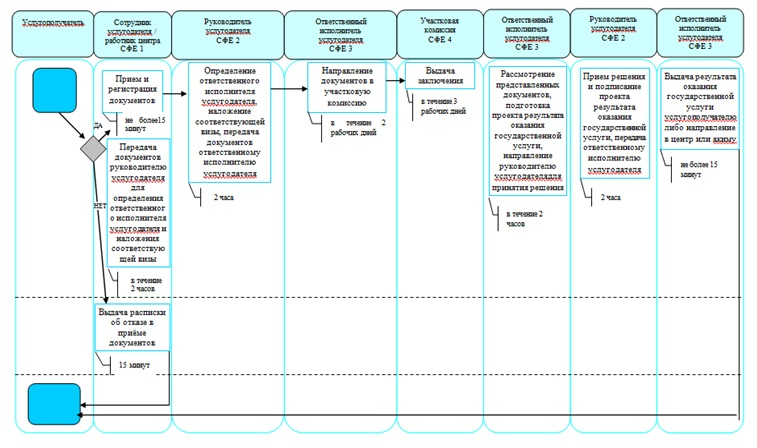 Услугополучатель
Сотрудник
услугодателя /
работник центра
СФЕ 1
Руководитель
услугодателя
СФЕ 2
Ответственный
исполнитель
услугодателя
СФЕ 3
Участковая
комиссия
СФЕ 4
Ответственный
исполнитель
услугодателя
СФЕ 3
Руководитель
услугодателя
СФЕ 2
Ответственный
исполнитель
услугодателя
СФЕ 3
ДА
НЕТ
Прием и
регистрация
документов
не более15
минут
Передача
документов
руководителю
услугодателя
для
определения
ответственног
о исполнителя
услугодателя и
наложения
соответствую
щей визы
в течение
2 часов
Выдача расписки
об отказе в
приёме
документов
15 минут
Определение
ответственного
исполнителя
услугодателя,
наложение
соответствующей
визы, передача
документов
ответственному
исполнителю
услугодателя
2 часа
Направление
документов в
участковую
комиссию
в течение 2
рабочих дней
Выдача
заключения
в течение 3
рабочих дней
Рассмотрение
представленных
документов,
подготовка
проекта результата
оказания
государственной
услуги,
направление
руководителю
услугодателядля
принятия решения
в течение 2
часов
Прием решения
и подписание
проекта
результата
оказания
государственной
услуги, передача
ответственному
исполнителю
услугодателя
2 часа
Выдача результата
оказания
государственной
услуги
услугополучателю
либо направление
в центр или акиму
не более 15
минут